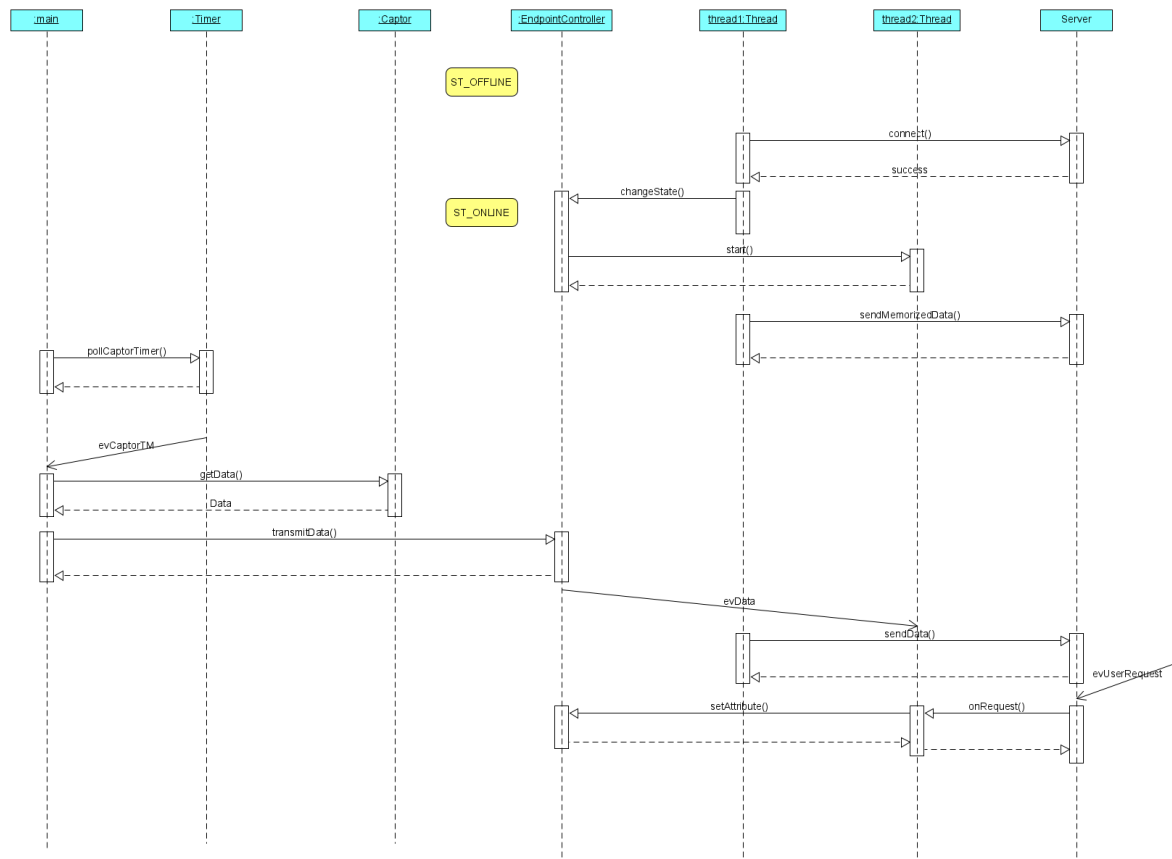 :main
:Timer
:Captor
:EndpointController
thread1:Thread
thread2:Thread
Server
ST_OFFLINE
connect()
success
changeState()
ST_ONLINE
start()
sendMemorizedData()
pollCaptorTimer()
evCaptorTM
getData()
Data
transmitData()
evData
sendData()
evUserRequest
setAttribute()
onRequest()